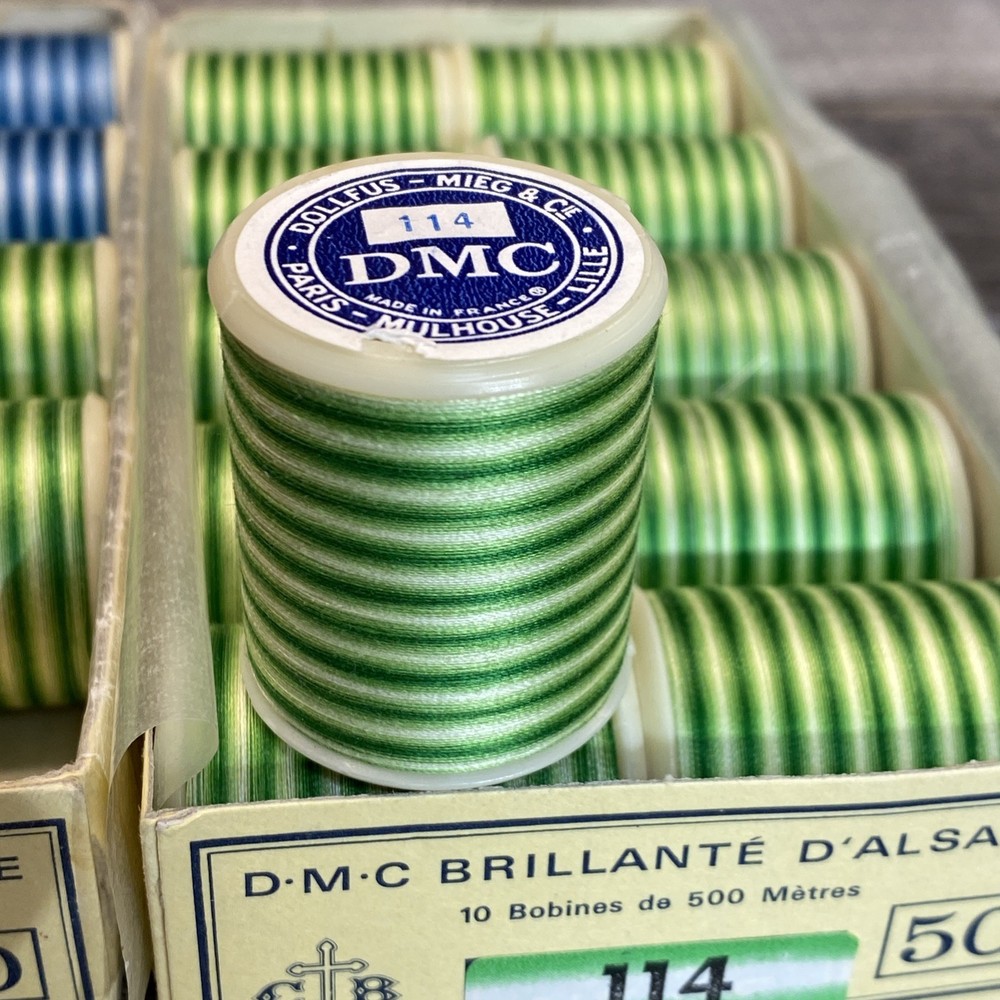 DOLLFUS - MIEG & CIE
114
DMC
MADE IN FRANCE ®
PARIS - MULHOUSE - LILLE
D·M·C BRILLANTÉ D'ALSA
10 Bobines de 500 Mètres
50
114
E